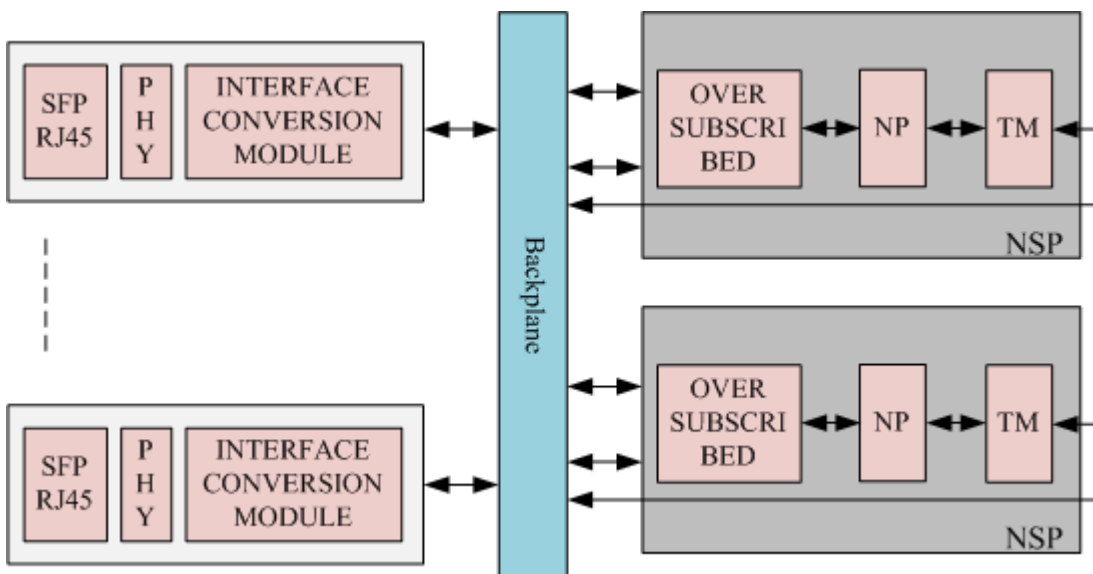 SFP
RJ45
P
H
Y
INTERFACE
CONVERSION
MODULE
SFP
RJ45
P
H
Y
INTERFACE
CONVERSION
MODULE
Backplane
OVER
SUBSCRI
BED
NP
TM
NSP
OVER
SUBSCRI
BED
NP
TM
NSP